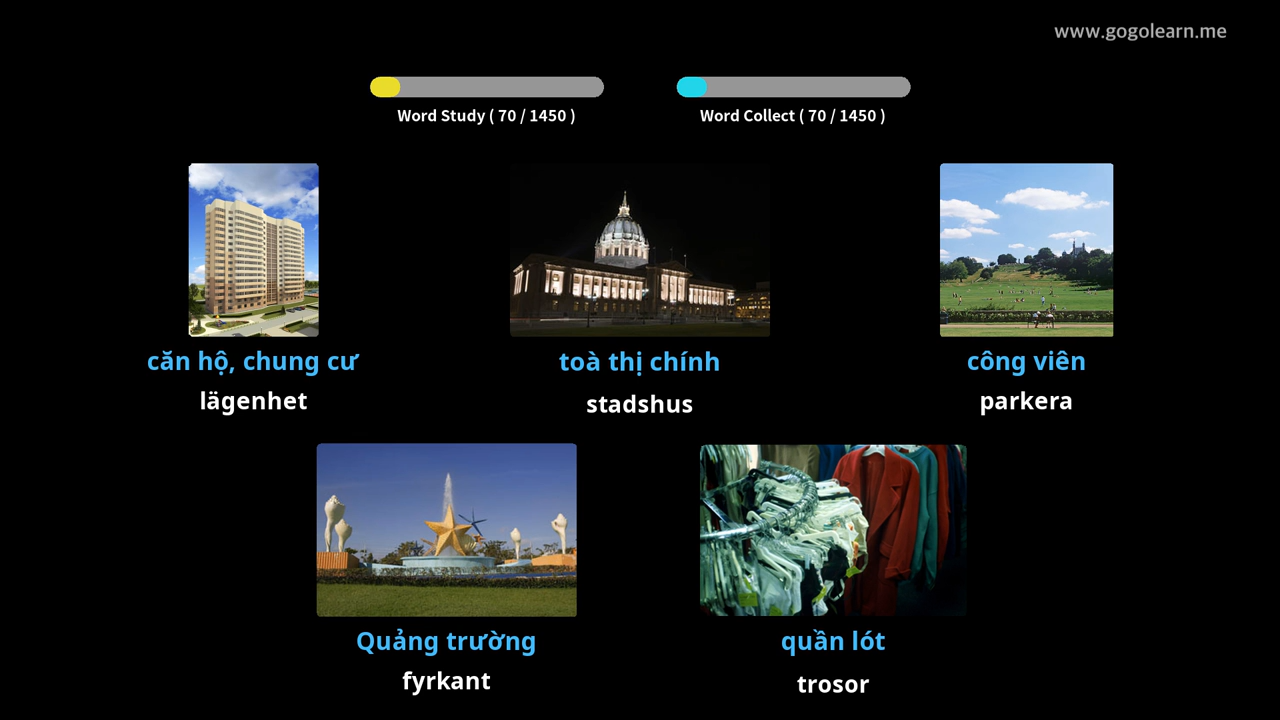 www.gogolearn.me
Word Study ( 70 / 1450 )
Word Collect ( 70 / 1450 )
căn hộ, chung cư
toà thị chính
công viên
lägenhet
stadshus
parkera
Quảng trường
quần lót
fyrkant
trosor